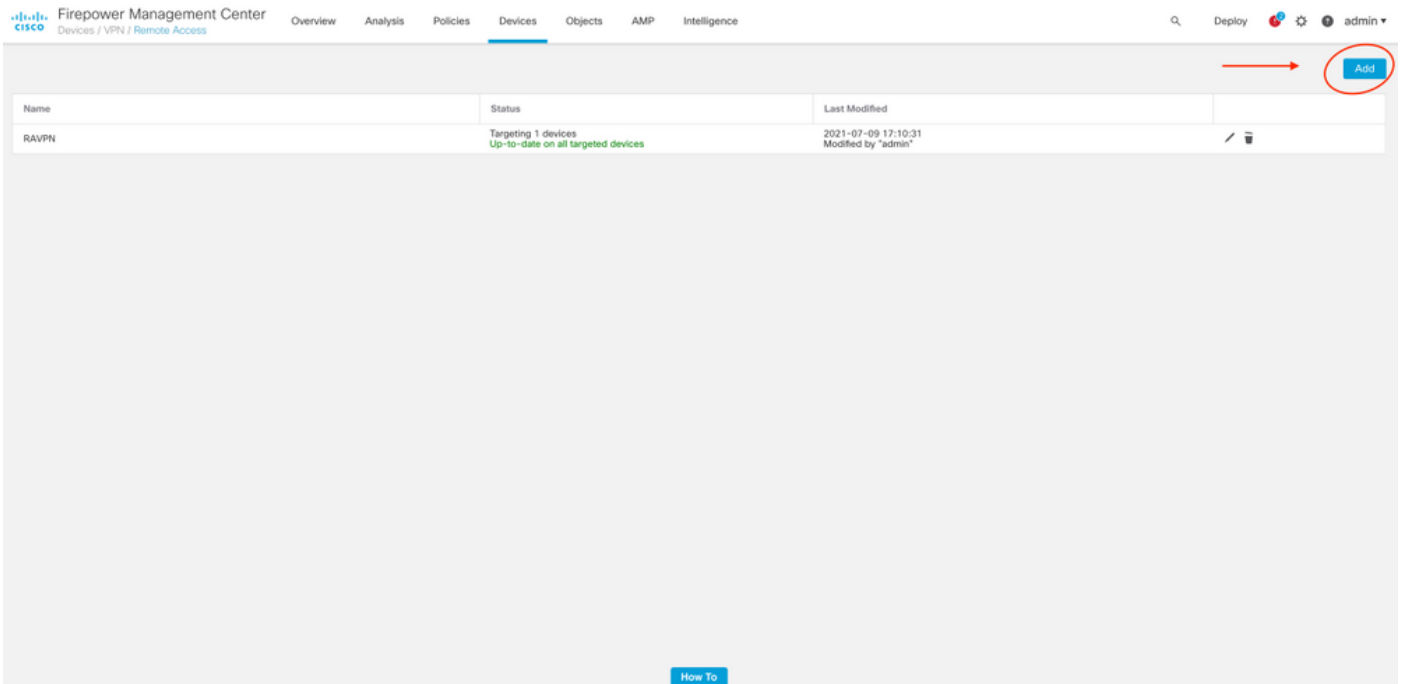 cisco
Firepower Management Center
Devices / VPN / Remote Access
Overview
Analysis
Policies
Devices
Objects
AMP
Intelligence
Deploy
2
admin
Add
Name
Status
Last Modified
RAVPN
Targeting 1 devices
Up-to-date on all targeted devices
2021-07-09 17:10:31
Modified by "admin"
How To